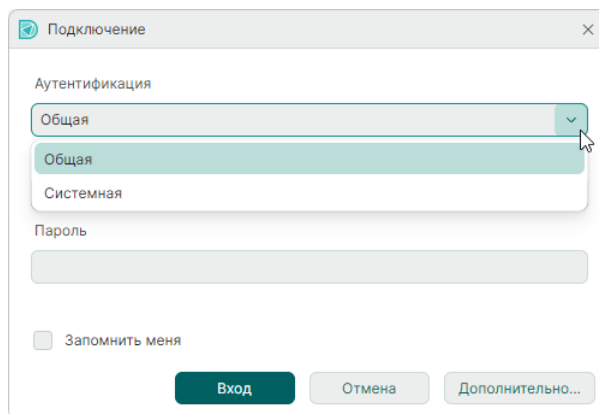 Подключение
Аутентификация
Общая
Общая
Системная
Пароль
Запомнить меня
Вход Отмена Дополнительно...